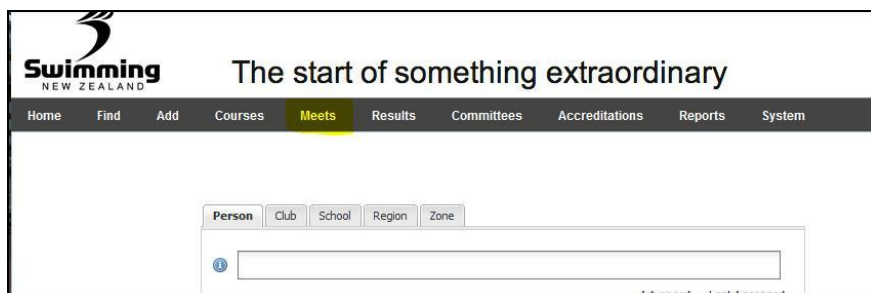 Swimming
NEW ZEALAND
The start of something extraordinary
Home Find Add Courses Meets Results Committees Accreditations Reports System
Person Club School Region Zone